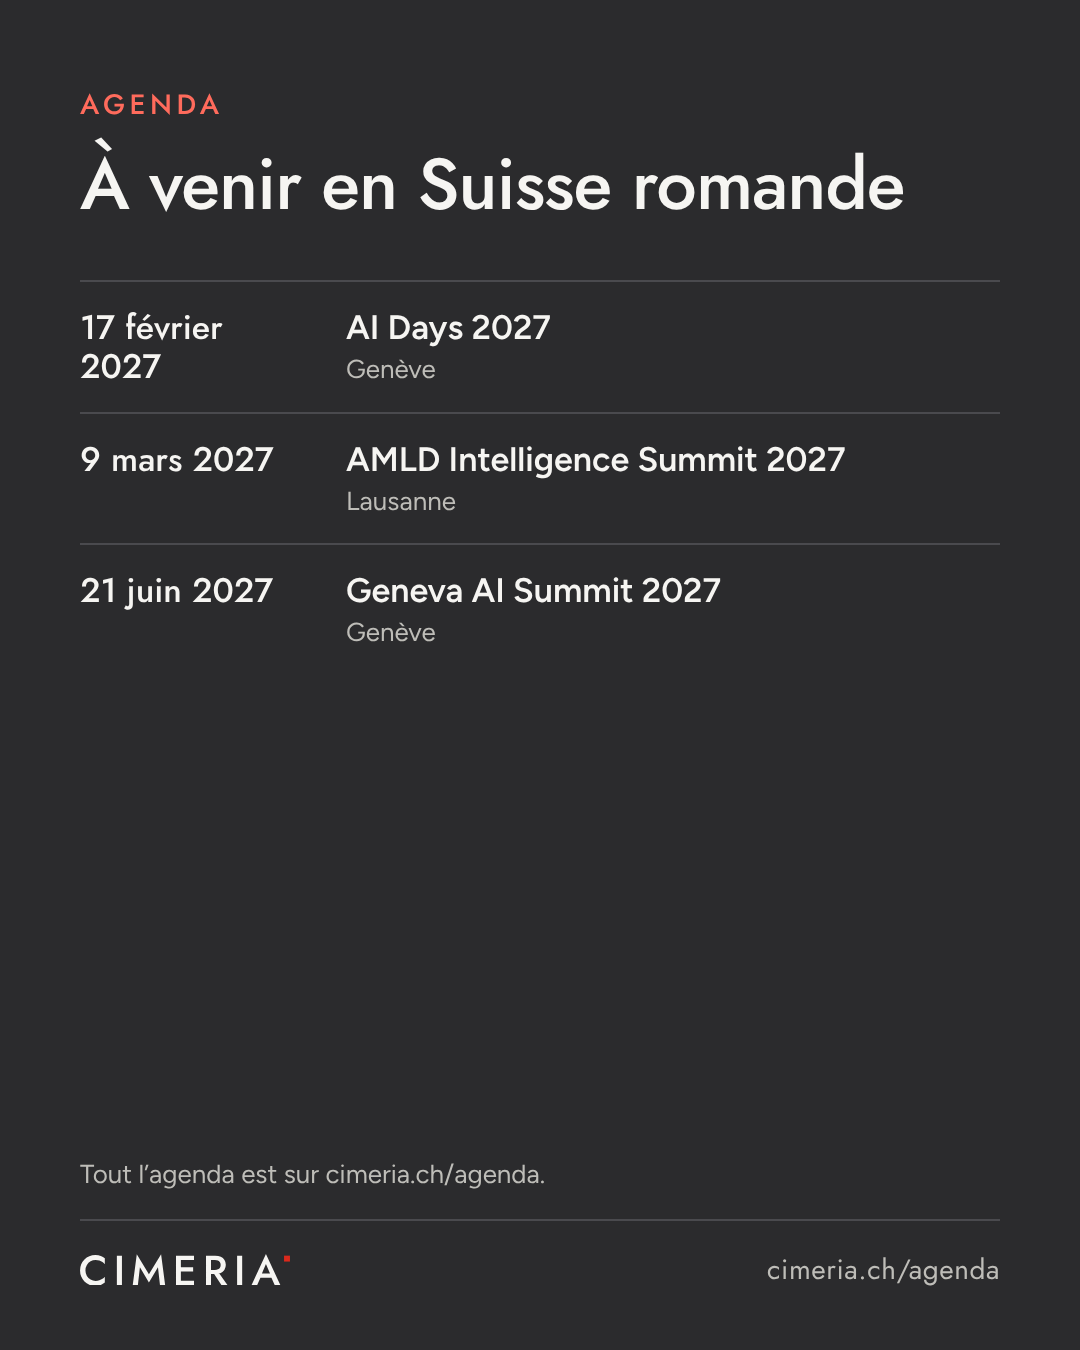 AGENDA
À venir en Suisse romande
17 février
2027
AI Days 2027
Genève
9 mars 2027
AMLD Intelligence Summit 2027
Lausanne
21 juin 2027
Geneva AI Summit 2027
Genève
Tout l’agenda est sur cimeria.ch/agenda.
CIMERIA
cimeria.ch/agenda